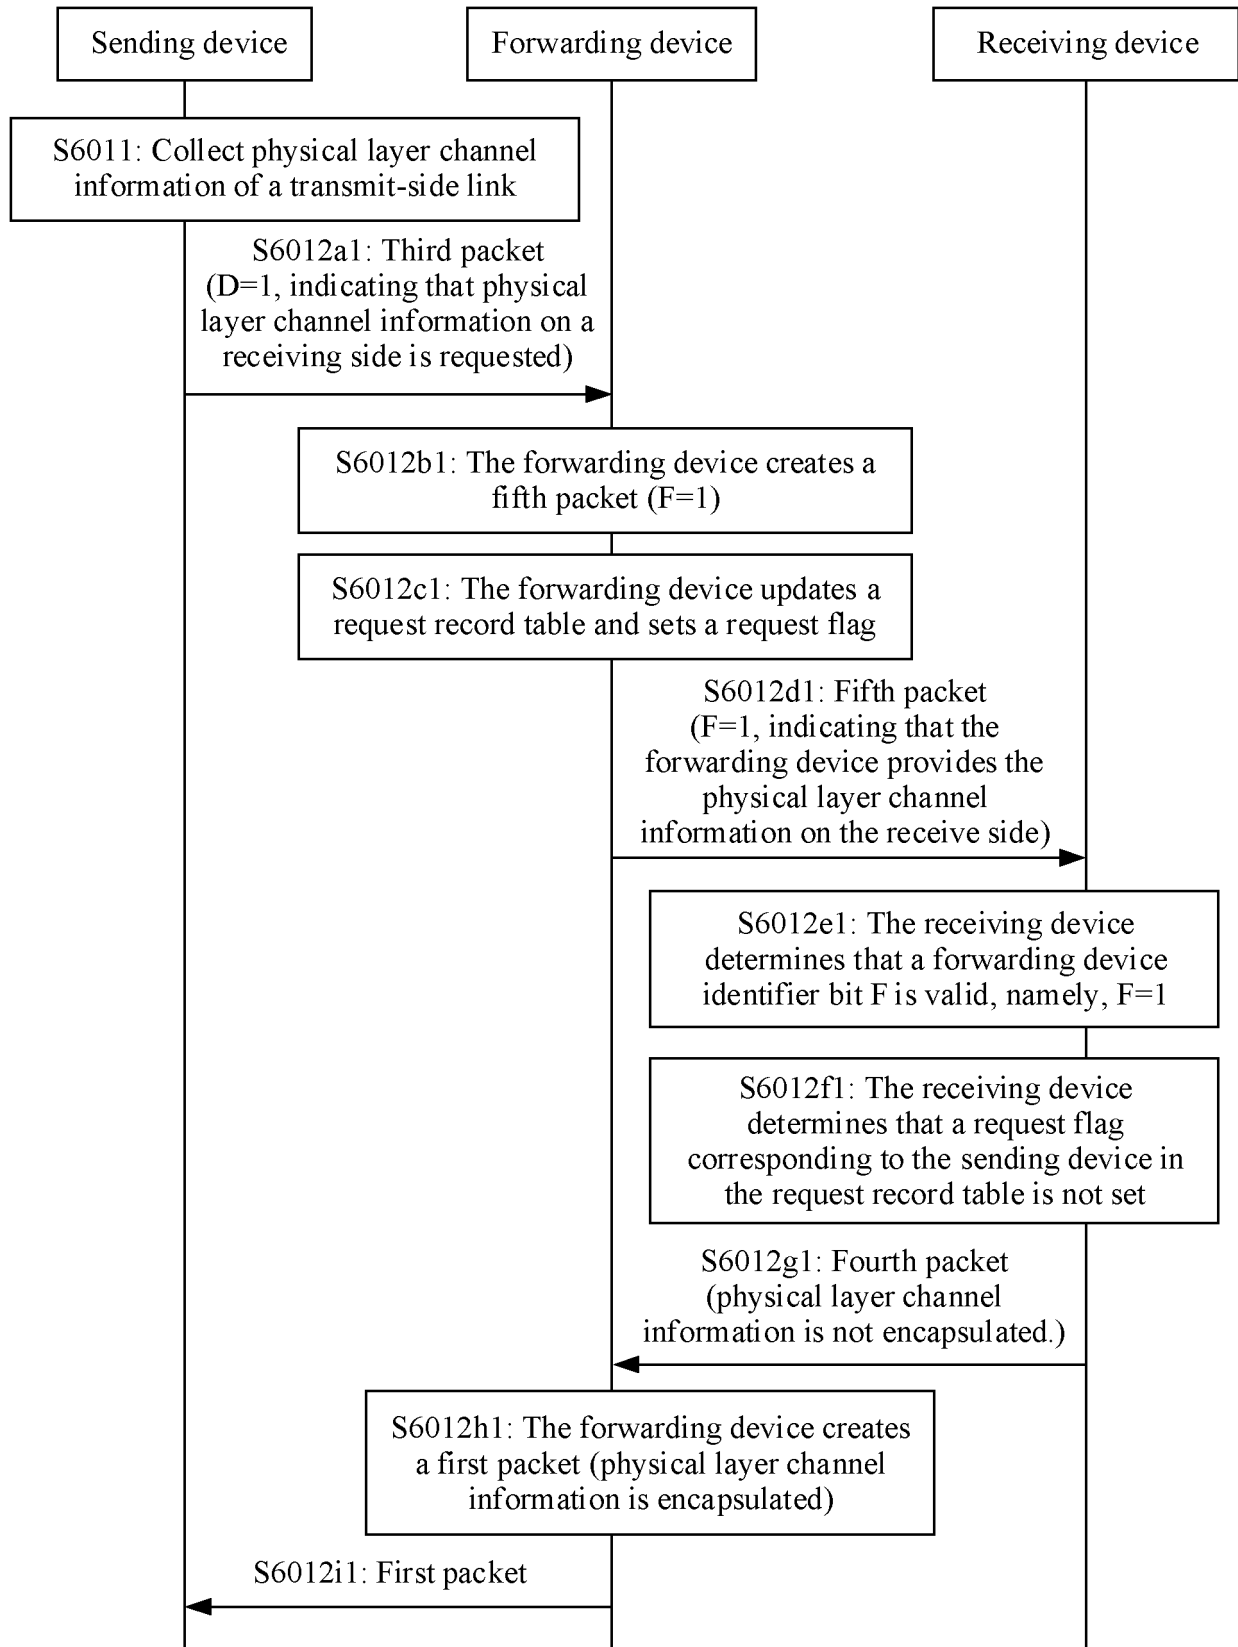 Sending device
Forwarding device
Receiving device
S6011: Collect physical layer channel
information of a transmit-side link
S6012a1: Third packet
(D=1, indicating that physical
layer channel information on a
receiving side is requested)
S6012b1: The forwarding device creates a
fifth packet (F=1)
S6012c1: The forwarding device updates a
request record table and sets a request flag
S6012d1: Fifth packet
(F=1, indicating that the
forwarding device provides the
physical layer channel
information on the receive side)
S6012e1: The receiving device
determines that a forwarding device
identifier bit F is valid, namely, F=1
S6012f1: The receiving device
determines that a request flag
corresponding to the sending device in
the request record table is not set
S6012g1: Fourth packet
(physical layer channel
information is not encapsulated.)
S6012h1: The forwarding device creates
a first packet (physical layer channel
information is encapsulated)
S6012i1: First packet